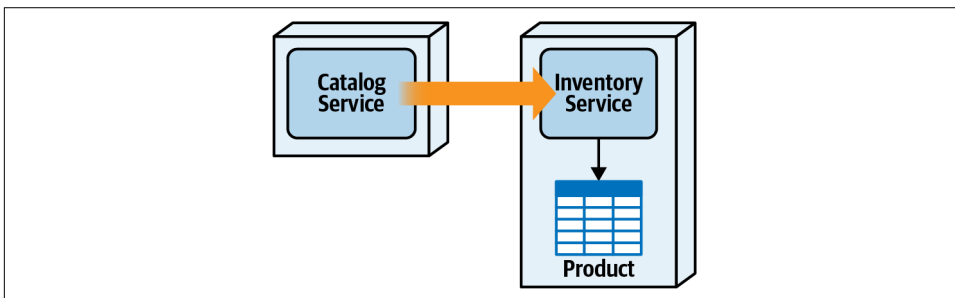 Catalog
Service
Inventory
Service
Product